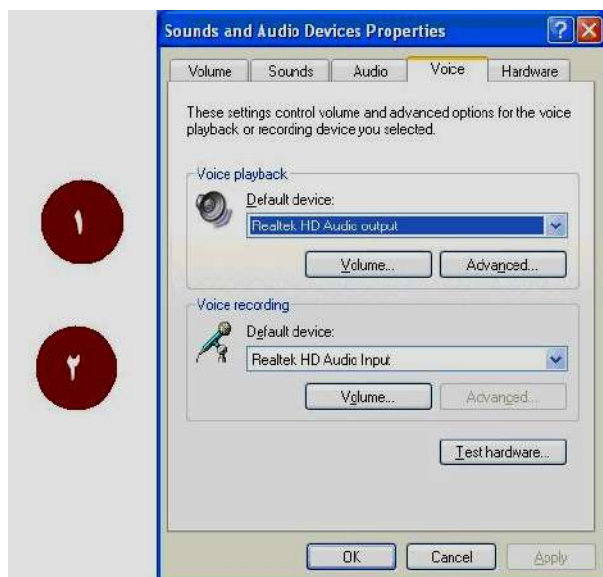 Sounds and Audio Devices Properties
Volume Sounds Audio Voice Hardware
These settings control volume and advanced options for the voice
playback or recording device you selected.
Voice playback
Default device:
Realtek HD Audio output
Volume... Advanced...
١
Voice recording
Default device:
Realtek HD Audio Input
Volume... Advanced...
٢
Test hardware...
OK Cancel Apply